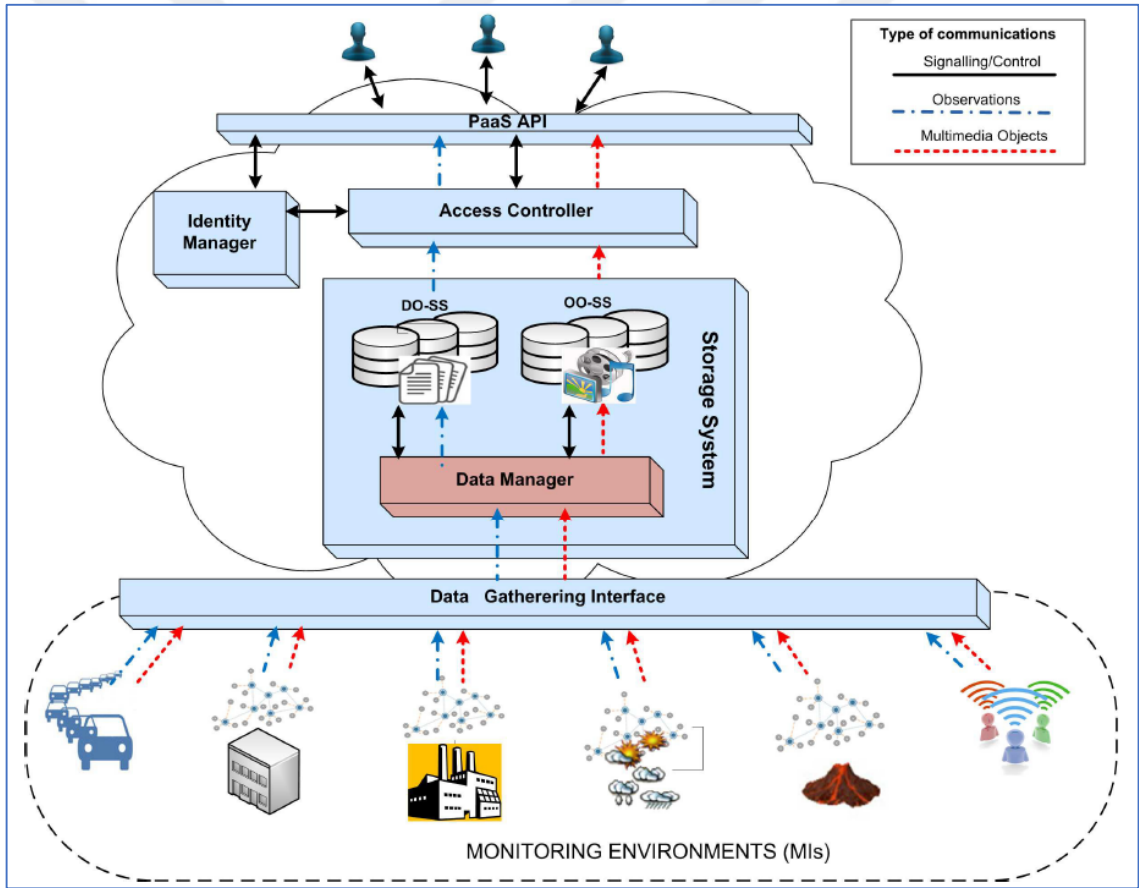 Type of communications
Signalling/Control
Observations
Multimedia Objects
PaaS API
Identity
Manager
Access Controller
DO-SS
OO-SS
Storage System
Data Manager
Data Gatherering Interface
MONITORING ENVIRONMENTS (MIs)